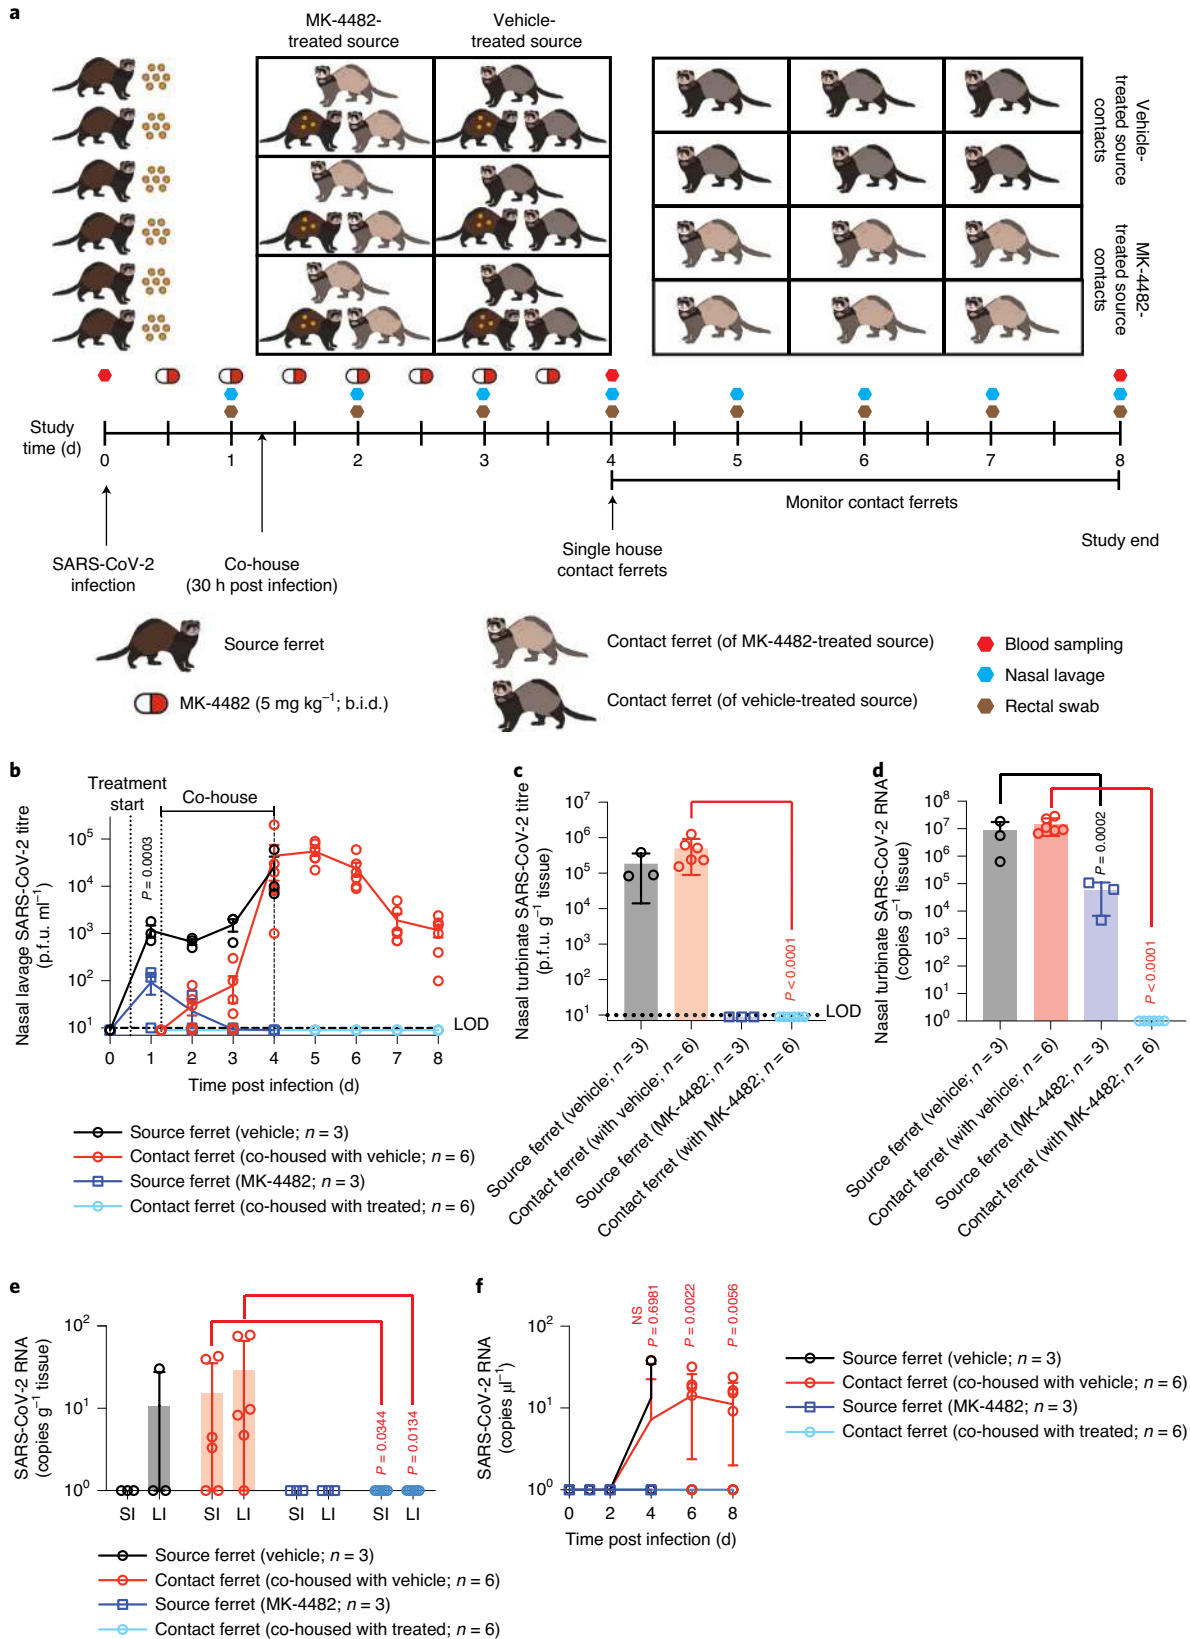 a
MK-4482-
treated source
Vehicle-
treated source
Vehicle-
treated source
contacts
MK-4482-
treated source
contacts
Study
time (d)
0
1
2
3
4
5
6
7
8
Monitor contact ferrets
SARS-CoV-2
infection
Co-house
(30 h post infection)
Single house
contact ferrets
Study end
Source ferret
MK-4482 (5 mg kg⁻¹; b.i.d.)
Contact ferret (of MK-4482-treated source)
Contact ferret (of vehicle-treated source)
Blood sampling
Nasal lavage
Rectal swab
b
Treatment
start
Co-house
P = 0.0003
Nasal lavage SARS-CoV-2 titre
(p.f.u. ml⁻¹)
10⁵
10⁴
10³
10²
10¹
LOD
0 1 2 3 4 5 6 7 8
Time post infection (d)
Source ferret (vehicle; n = 3)
Contact ferret (co-housed with vehicle; n = 6)
Source ferret (MK-4482; n = 3)
Contact ferret (co-housed with treated; n = 6)
c
Nasal turbinate SARS-CoV-2 titre
(p.f.u. g⁻¹ tissue)
10⁷
10⁶
10⁵
10⁴
10³
10²
10¹
P < 0.0001
LOD
Source ferret (vehicle; n = 3)
Contact ferret (with vehicle; n = 6)
Source ferret (MK-4482; n = 3)
Contact ferret (with MK-4482; n = 6)
d
Nasal turbinate SARS-CoV-2 RNA
(copies g⁻¹ tissue)
10⁸
10⁷
10⁶
10⁵
10⁴
10³
10²
10¹
10⁰
P = 0.0002
P < 0.0001
Source ferret (vehicle; n = 3)
Contact ferret (with vehicle; n = 6)
Source ferret (MK-4482; n = 3)
Contact ferret (with MK-4482; n = 6)
e
SARS-CoV-2 RNA
(copies g⁻¹ tissue)
10²
10¹
10⁰
P = 0.0344
P = 0.0134
SI LI SI LI SI LI SI LI
Source ferret (vehicle; n = 3)
Contact ferret (co-housed with vehicle; n = 6)
Source ferret (MK-4482; n = 3)
Contact ferret (co-housed with treated; n = 6)
f
SARS-CoV-2 RNA
(copies µl⁻¹)
10²
10¹
10⁰
NS
P = 0.6981
P = 0.0022
P = 0.0056
0 2 4 6 8
Time post infection (d)
Source ferret (vehicle; n = 3)
Contact ferret (co-housed with vehicle; n = 6)
Source ferret (MK-4482; n = 3)
Contact ferret (co-housed with treated; n = 6)